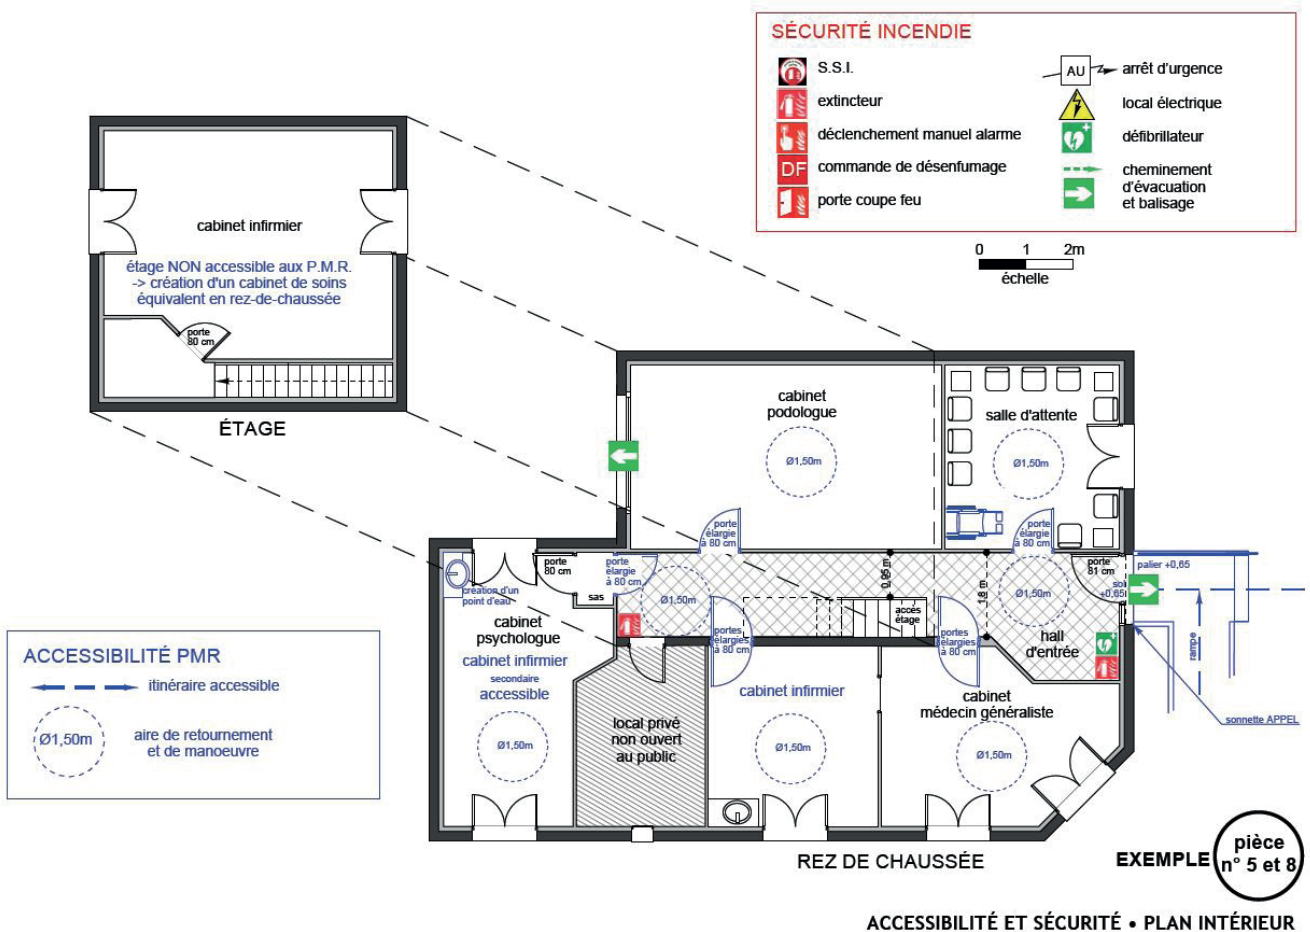 SÉCURITÉ INCENDIE
S.S.I.
extincteur
déclenchement manuel alarme
DF
commande de désenfumage
porte coupe feu
AU
arrêt d'urgence
local électrique
défibrillateur
cheminement
d'évacuation
et balisage
0 1 2m
échelle
cabinet infirmier
étage NON accessible aux P.M.R.
-> création d'un cabinet de soins
équivalent en rez-de-chaussée
porte
80 cm
ÉTAGE
cabinet
podologue
Ø1,50m
salle d'attente
Ø1,50m
porte
élargie
à 80 cm
porte
élargie
à 80 cm
porte
80 cm
porte
élargie
à 80 cm
sas
création d'un
point d'eau
cabinet
psychologue
cabinet infirmier
secondaire
accessible
Ø1,50m
Ø1,50m
0,95 m
1,8 m
accès
étage
Ø1,50m
porte
81 cm
palier +0,65
+0,65
rampe
hall
d'entrée
portes
élargies
à 80 cm
portes
élargies
à 80 cm
cabinet infirmier
Ø1,50m
cabinet
médecin généraliste
Ø1,50m
local privé
non ouvert
au public
sonnette APPEL
ACCESSIBILITÉ PMR
itinéraire accessible
Ø1,50m
aire de retournement
et de manoeuvre
REZ DE CHAUSSÉE
EXEMPLE
pièce
n° 5 et 8
ACCESSIBILITÉ ET SÉCURITÉ • PLAN INTÉRIEUR